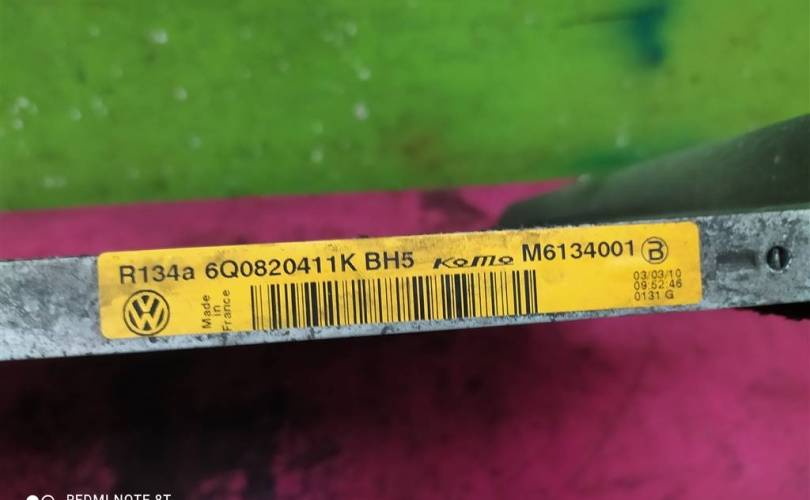 R134a 6Q0820411K BH5 KoMo M6134001 B
Made
in
France
03/03/10
09:52:46
0131 G
REDMI NOTE 8T